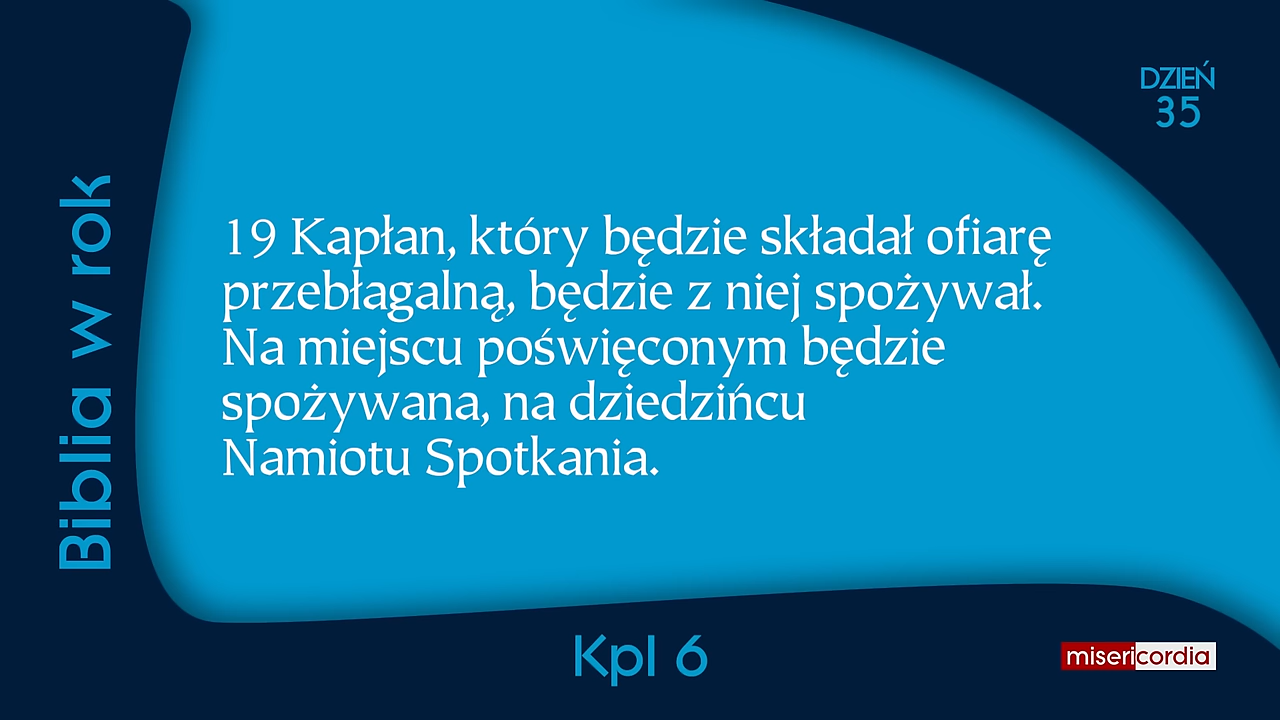 DZIEŃ
35
Biblia w rok
19 Kapłan, który będzie składał ofiarę
przebłagalną, będzie z niej spożywał.
Na miejscu poświęconym będzie
spożywana, na dziedzińcu
Namiotu Spotkania.
Kpl 6
misericordia